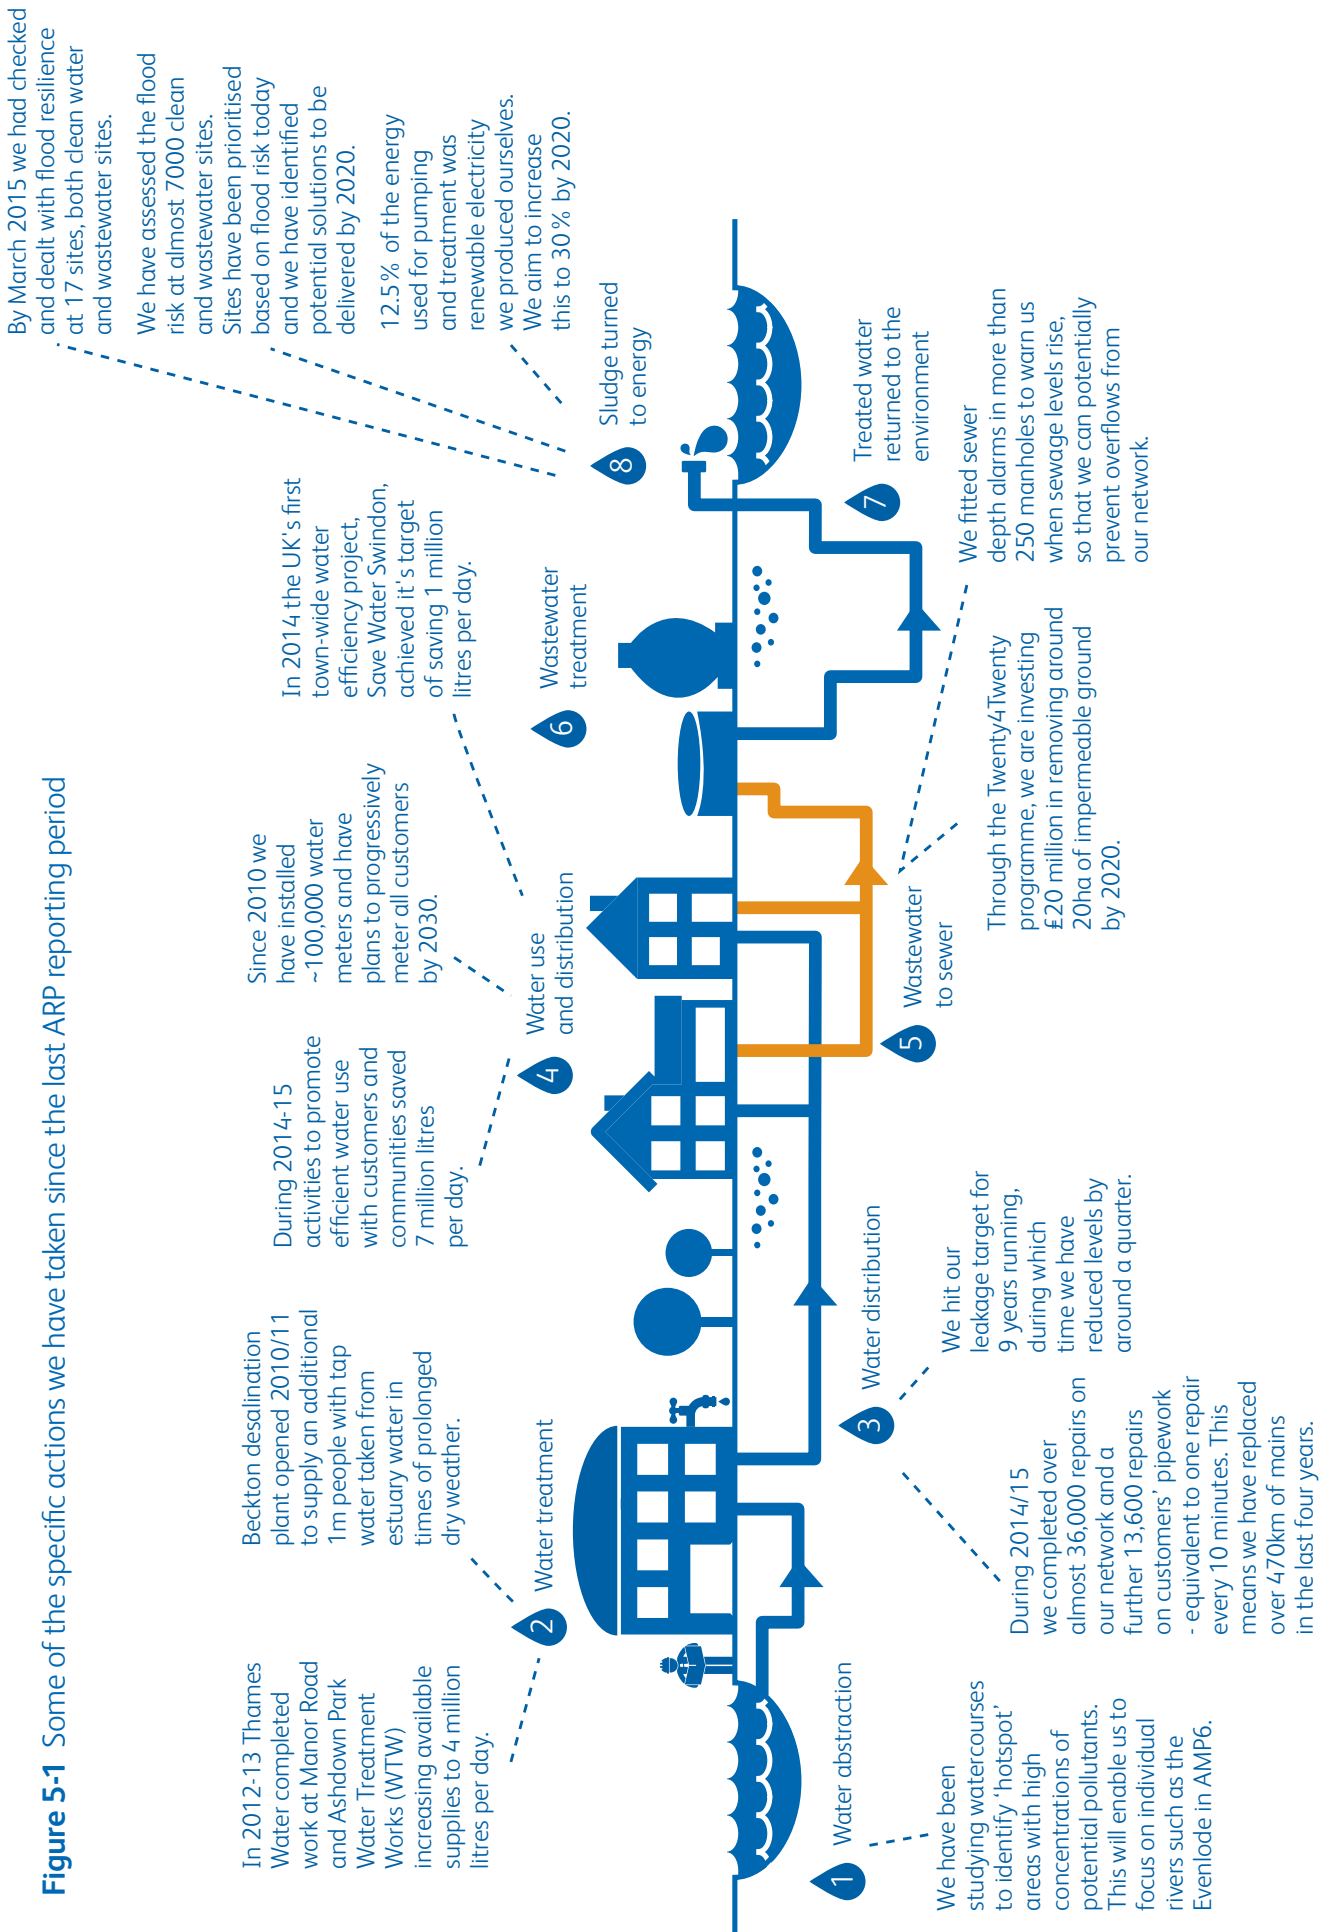 Figure 5-1 Some of the specific actions we have taken since the last ARP reporting period
In 2012-13 Thames
Water completed
work at Manor Road
and Ashdown Park
Water Treatment
Works (WTW)
increasing available
supplies to 4 million
litres per day.
Beckton desalination
plant opened 2010/11
to supply an additional
1m people with tap
water taken from
estuary water in
times of prolonged
dry weather.
During 2014-15
activities to promote
efficient water use
with customers and
communities saved
7 million litres
per day.
Since 2010 we
have installed
~100,000 water
meters and have
plans to progressively
meter all customers
by 2030.
In 2014 the UK's first
town-wide water
efficiency project,
Save Water Swindon,
achieved it's target
of saving 1 million
litres per day.
By March 2015 we had checked
and dealt with flood resilience
at 17 sites, both clean water
and wastewater sites.
We have assessed the flood
risk at almost 7000 clean
and wastewater sites.
Sites have been prioritised
based on flood risk today
and we have identified
potential solutions to be
delivered by 2020.
12.5% of the energy
used for pumping
and treatment was
renewable electricity
we produced ourselves.
We aim to increase
this to 30% by 2020.
2
Water treatment
4
Water use
and distribution
6
Wastewater
treatment
8
Sludge turned
to energy
1
Water abstraction
3
Water distribution
5
Wastewater
to sewer
7
Treated water
returned to the
environment
We have been
studying watercourses
to identify ‘hotspot’
areas with high
concentrations of
potential pollutants.
This will enable us to
focus on individual
rivers such as the
Evenlode in AMP6.
During 2014/15
we completed over
almost 36,000 repairs on
our network and a
further 13,600 repairs
on customers’ pipework
- equivalent to one repair
every 10 minutes. This
means we have replaced
over 470km of mains
in the last four years.
We hit our
leakage target for
9 years running,
during which
time we have
reduced levels by
around a quarter.
Through the Twenty4Twenty
programme, we are investing
£20 million in removing around
20ha of impermeable ground
by 2020.
We fitted sewer
depth alarms in more than
250 manholes to warn us
when sewage levels rise,
so that we can potentially
prevent overflows from
our network.